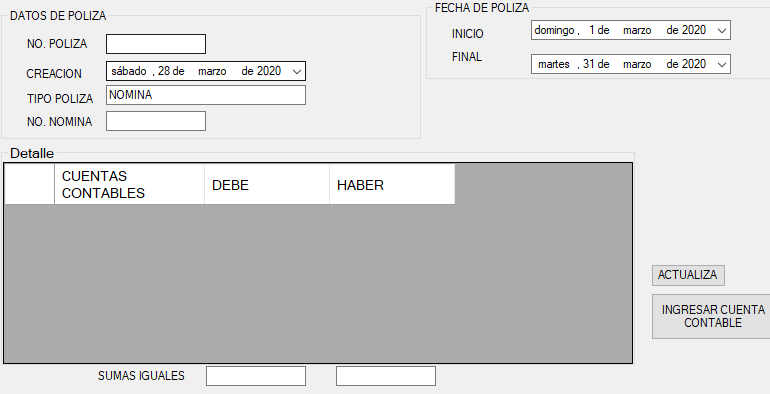 DATOS DE POLIZA
NO. POLIZA
CREACION
sábado , 28 de marzo de 2020
TIPO POLIZA
NOMINA
NO. NOMINA
FECHA DE POLIZA
INICIO
domingo , 1 de marzo de 2020
FINAL
martes , 31 de marzo de 2020
Detalle
CUENTAS
CONTABLES
DEBE
HABER
ACTUALIZA
INGRESAR CUENTA
CONTABLE
SUMAS IGUALES